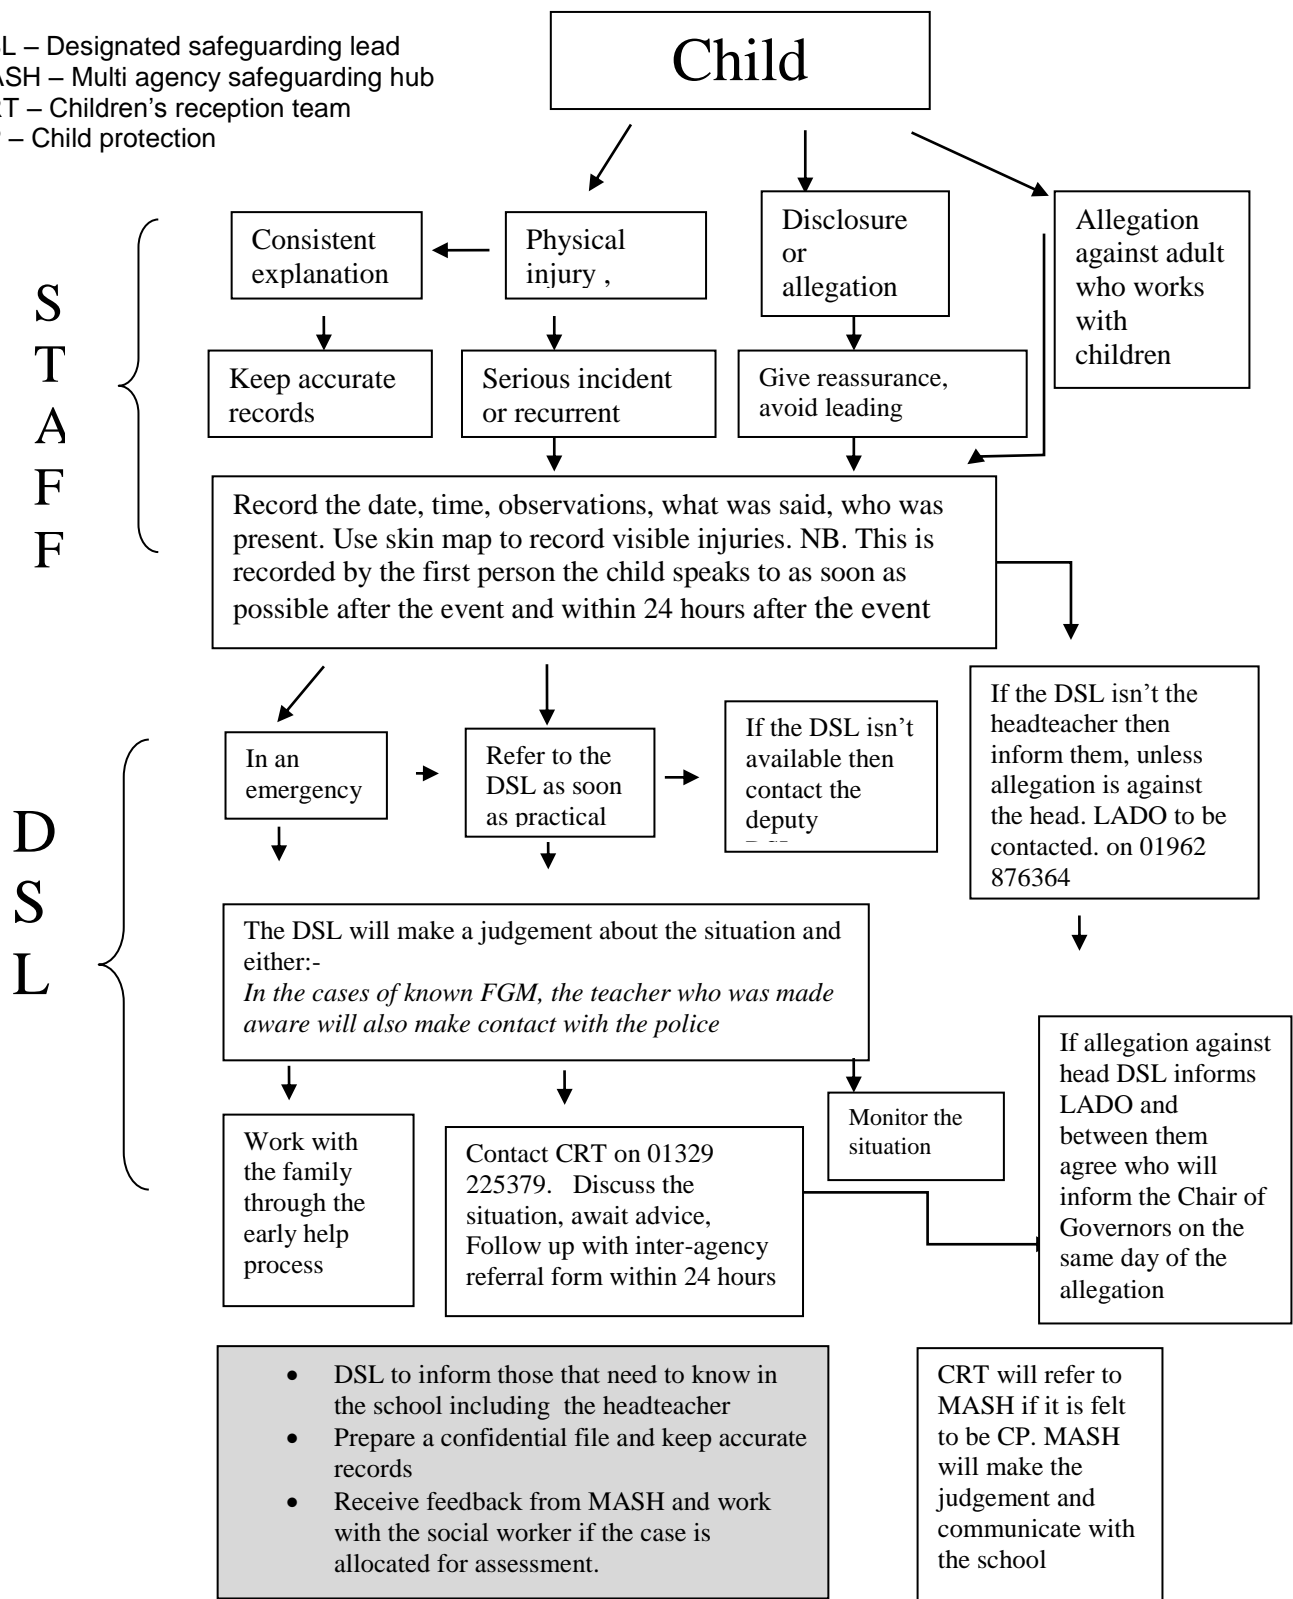 L – Designated safeguarding lead
ASH – Multi agency safeguarding hub
RT – Children's reception team
– Child protection
Child
S
T
A
F
F
Consistent
explanation
Physical
injury ,
Disclosure
or
allegation
Allegation
against adult
who works
with
children
Keep accurate
records
Serious incident
or recurrent
Give reassurance,
avoid leading
Record the date, time, observations, what was said, who was
present. Use skin map to record visible injuries. NB. This is
recorded by the first person the child speaks to as soon as
possible after the event and within 24 hours after the event
D
S
L
In an
emergency
Refer to the
DSL as soon
as practical
If the DSL isn't
available then
contact the
deputy
If the DSL isn't the
headteacher then
inform them, unless
allegation is against
the head. LADO to be
contacted. on 01962
876364
The DSL will make a judgement about the situation and
either:-
In the cases of known FGM, the teacher who was made
aware will also make contact with the police
Work with
the family
through the
early help
process
Contact CRT on 01329
225379. Discuss the
situation, await advice,
Follow up with inter-agency
referral form within 24 hours
Monitor the
situation
If allegation against
head DSL informs
LADO and
between them
agree who will
inform the Chair of
Governors on the
same day of the
allegation
• DSL to inform those that need to know in
the school including the headteacher
• Prepare a confidential file and keep accurate
records
• Receive feedback from MASH and work
with the social worker if the case is
allocated for assessment.
CRT will refer to
MASH if it is felt
to be CP. MASH
will make the
judgement and
communicate with
the school